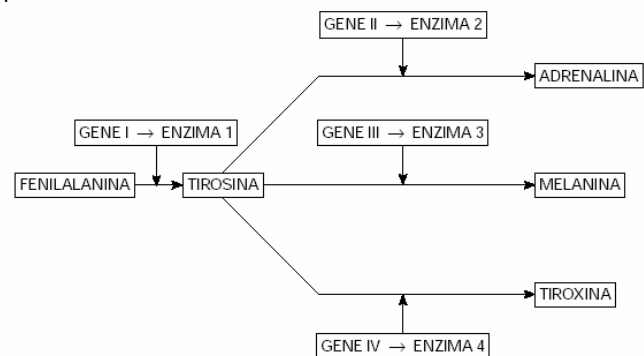 GENE II → ENZIMA 2
ADRENALINA
GENE I → ENZIMA 1
GENE III → ENZIMA 3
FENILALANINA
TIROSINA
MELANINA
TIROXINA
GENE IV → ENZIMA 4